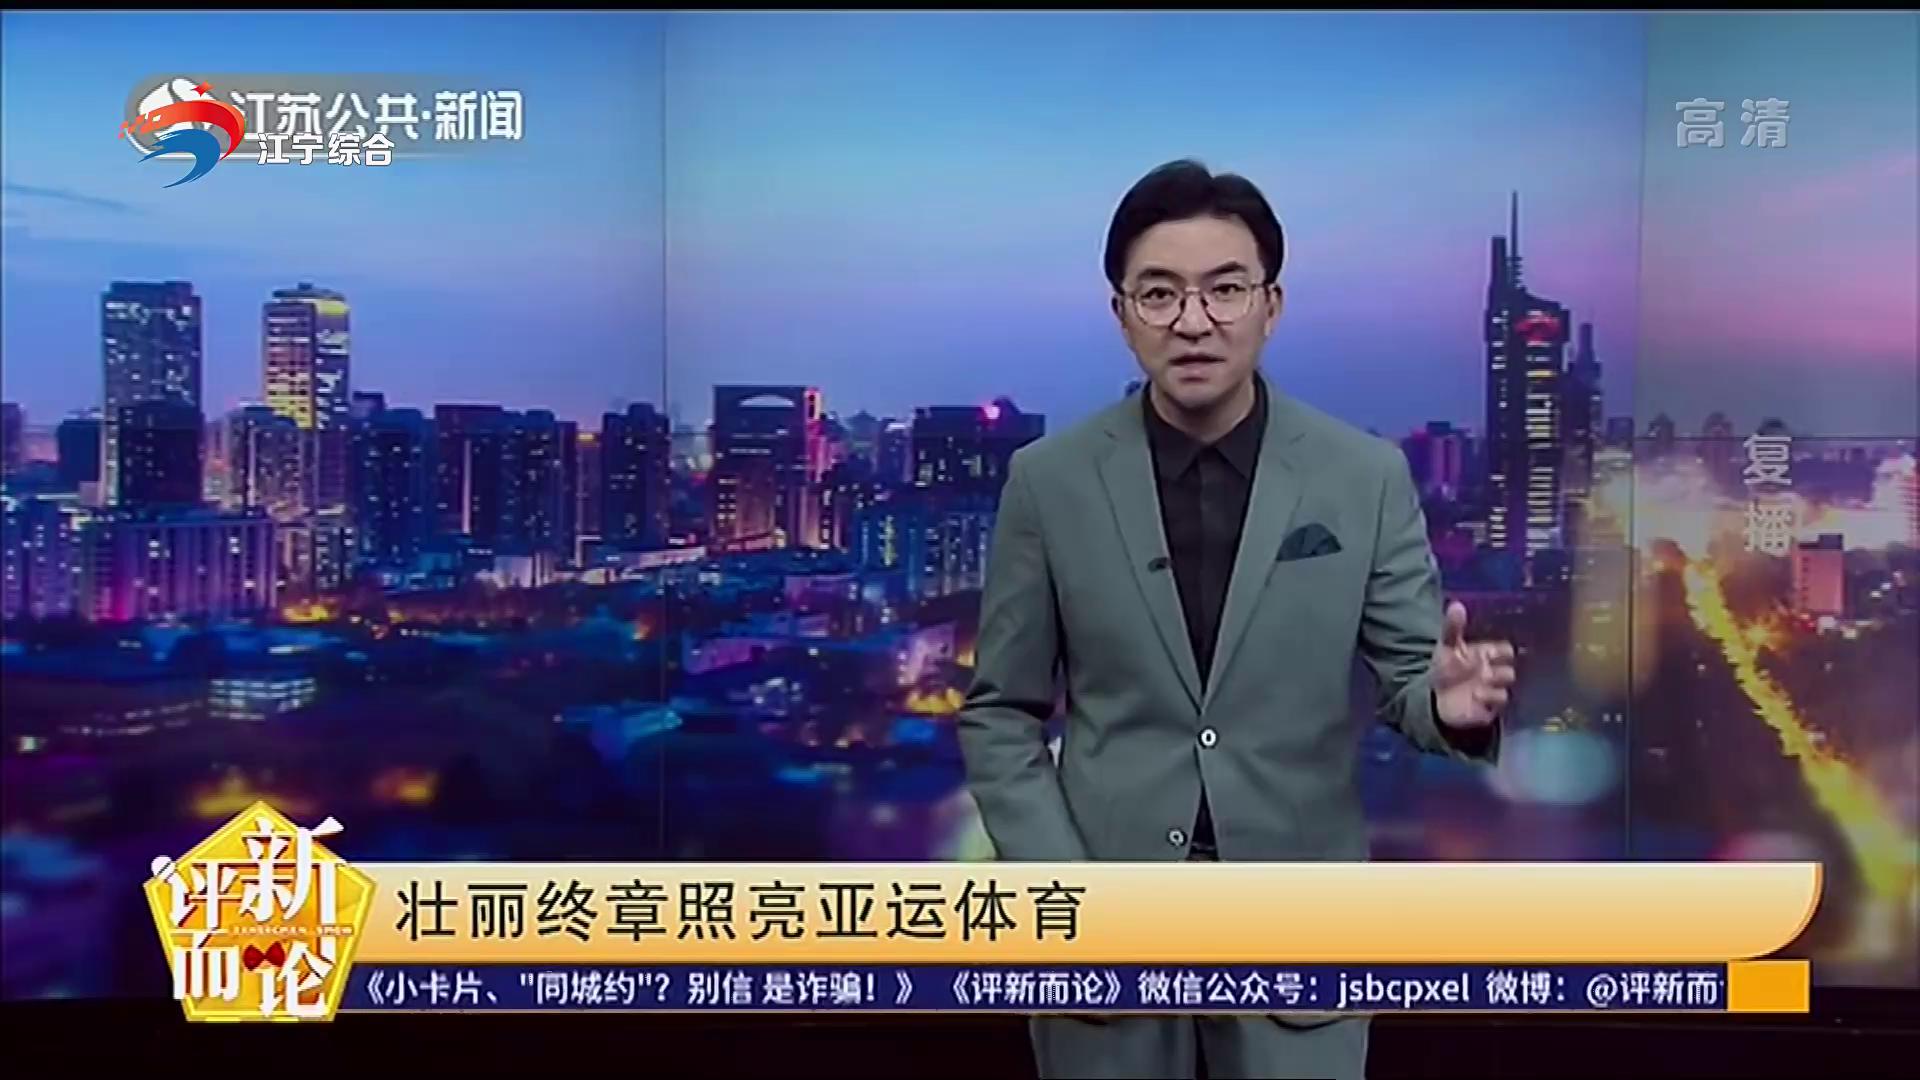 江苏公共·新闻
HD
江宁综合
高清
复播
评新而论
壮丽终章照亮亚运体育
《小卡片、"同城约"？别信 是诈骗！》 《评新而论》微信公众号：jsbcpxel 微博：@评新而